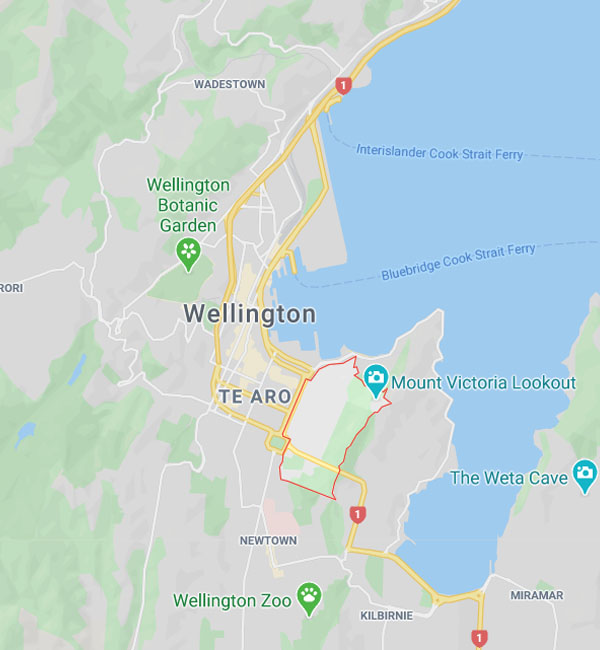 1
WADESTOWN
Interislander Cook Strait Ferry
Wellington
Botanic
Garden
Bluebridge Cook Strait Ferry
RORI
Wellington
Mount Victoria Lookout
TE ARO
The Weta Cave
1
NEWTOWN
Wellington Zoo
MIRAMAR
KILBIRNIE
1